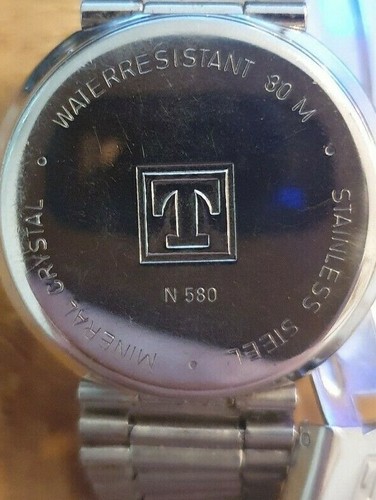 WATERRESISTANT 30 M
STAINLESS STEEL
MINERAL CRYSTAL
T
N 580